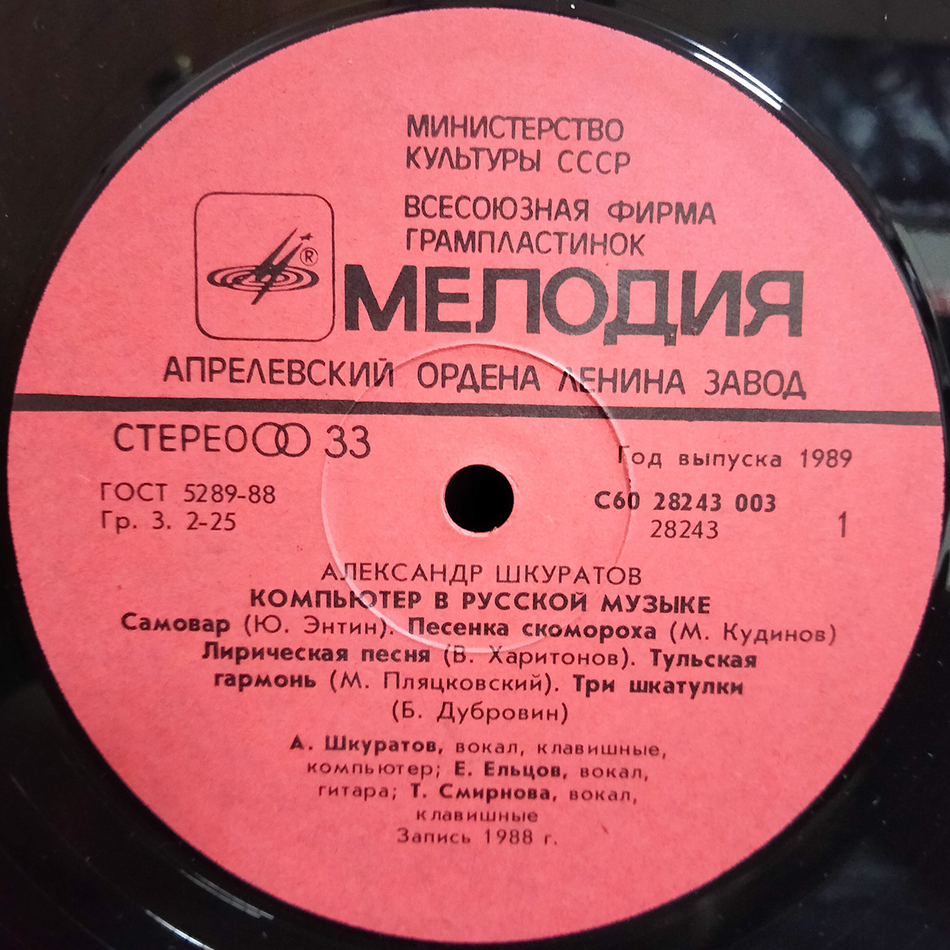 МИНИСТЕРСТВО
КУЛЬТУРЫ СССР
ВСЕСОЮЗНАЯ ФИРМА
ГРАМПЛАСТИНОК
®
МЕЛОДИЯ
АПРЕЛЕВСКИЙ ОРДЕНА ЛЕНИНА ЗАВОД
СТЕРЕО 33
Год выпуска 1989
ГОСТ 5289-88
С60 28243 003
Гр. 3. 2-25
28243
1
АЛЕКСАНДР ШКУРАТОВ
КОМПЬЮТЕР В РУССКОЙ МУЗЫКЕ
Самовар (Ю. Энтин). Песенка скомороха (М. Кудинов)
Лирическая песня (В. Харитонов). Тульская
гармонь (М. Пляцковский). Три шкатулки
(Б. Дубровин)
А. Шкуратов, вокал, клавишные,
компьютер; Е. Ельцов, вокал,
гитара; Т. Смирнова, вокал,
клавишные
Запись 1988 г.